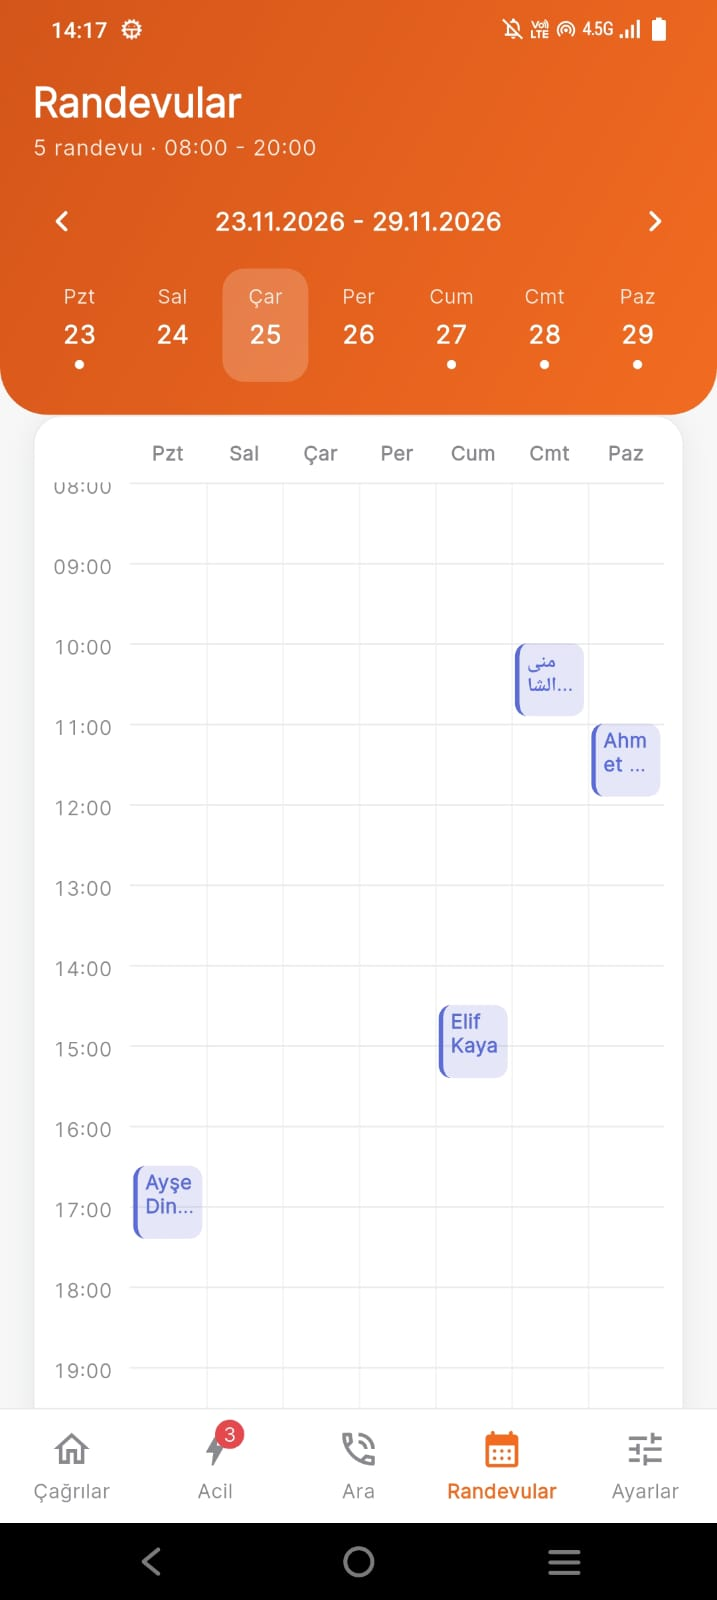 14:17
4.5G
Randevular
5 randevu · 08:00 - 20:00
23.11.2026 - 29.11.2026
Pzt Sal Çar Per Cum Cmt Paz
23 24 25 26 27 28 29
Pzt Sal Çar Per Cum Cmt Paz
08:00
09:00
10:00
منى
الشا...
11:00
Ahm
et ...
12:00
13:00
14:00
Elif
Kaya
15:00
16:00
Ayşe
Din...
17:00
18:00
19:00
3
Çağrılar Acil Ara Randevular Ayarlar